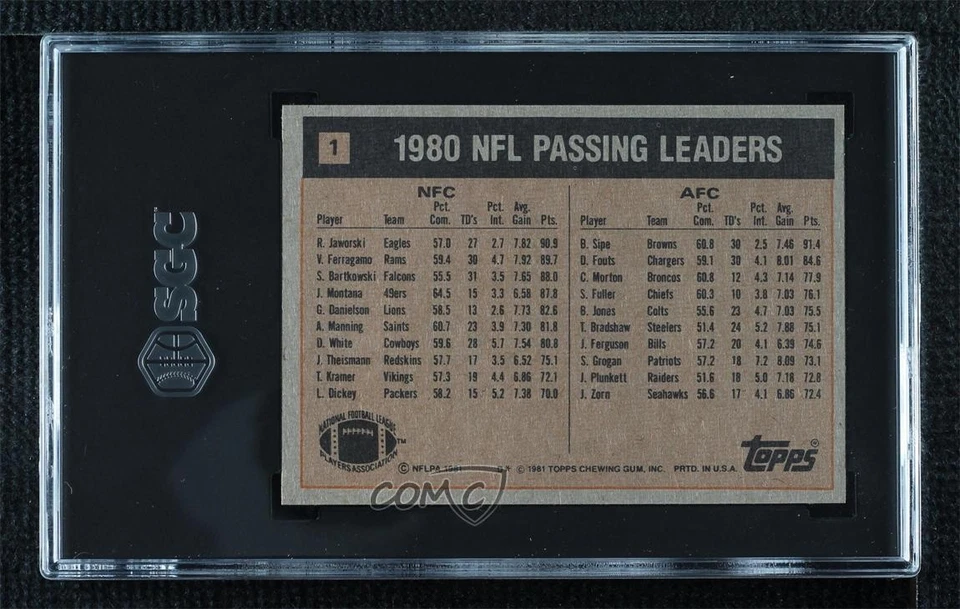 SGC
1
1980 NFL PASSING LEADERS
NFC
Player Team Pct. Com. TD's Pct. Int. Avg. Gain Pts.
R. Jaworski Eagles 57.0 27 2.7 7.82 90.9
V. Ferragamo Rams 59.4 30 4.7 7.92 89.7
S. Bartkowski Falcons 55.5 31 3.5 7.65 88.0
J. Montana 49ers 64.5 15 3.3 6.58 87.8
G. Danielson Lions 58.5 13 2.6 7.73 82.6
A. Manning Saints 60.7 23 3.9 7.30 81.8
D. White Cowboys 59.6 28 5.7 7.54 80.8
J. Theismann Redskins 57.7 17 3.5 6.52 75.1
T. Kramer Vikings 57.3 19 4.4 6.86 72.1
L. Dickey Packers 58.2 15 5.2 7.38 70.0
AFC
Player Team Pct. Com. TD's Pct. Int. Avg. Gain Pts.
B. Sipe Browns 60.8 30 2.5 7.46 91.4
D. Fouts Chargers 59.1 30 4.1 8.01 84.6
C. Morton Broncos 60.8 12 4.3 7.14 77.9
S. Fuller Chiefs 60.3 10 3.8 7.03 76.1
B. Jones Colts 55.6 23 4.7 7.03 75.5
T. Bradshaw Steelers 51.4 24 5.2 7.88 75.1
J. Ferguson Bills 57.2 20 4.1 6.39 74.6
S. Grogan Patriots 57.2 18 7.2 8.09 73.1
J. Plunkett Raiders 51.6 18 5.0 7.18 72.8
J. Zorn Seahawks 56.6 17 4.1 6.86 72.4
NATIONAL FOOTBALL LEAGUE
PLAYERS ASSOCIATION
TM
© NFLPA 1981
© 1981 TOPPS CHEWING GUM, INC. PRTD. IN U.S.A.
Topps ®
COMC